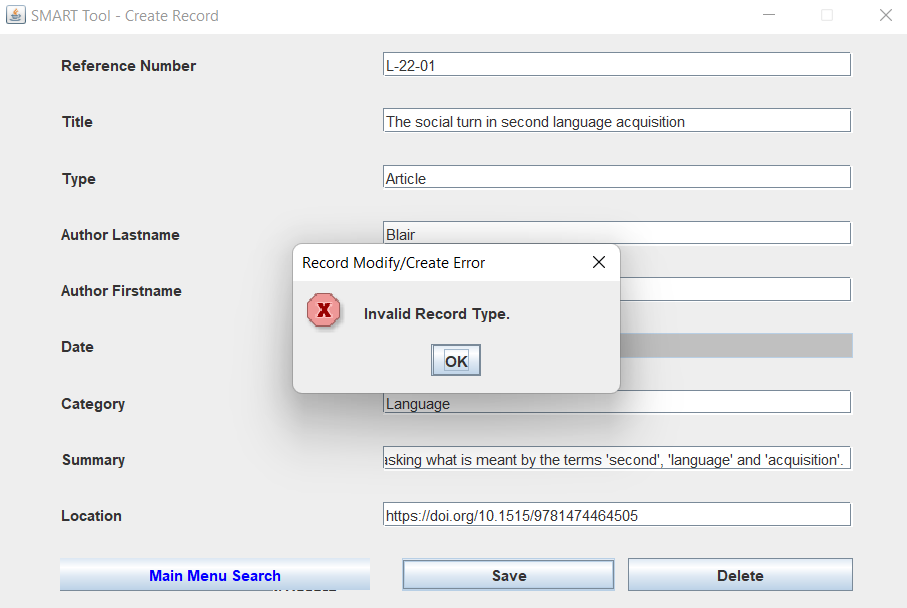 SMART Tool - Create Record
Reference Number L-22-01
Title The social turn in second language acquisition
Type Article
Author Lastname Blair
Record Modify/Create Error
Author Firstname
X Invalid Record Type.
Date
OK
Category Language
Summary asking what is meant by the terms 'second', 'language' and 'acquisition'.
Location https://doi.org/10.1515/9781474464505
Main Menu Search Save Delete